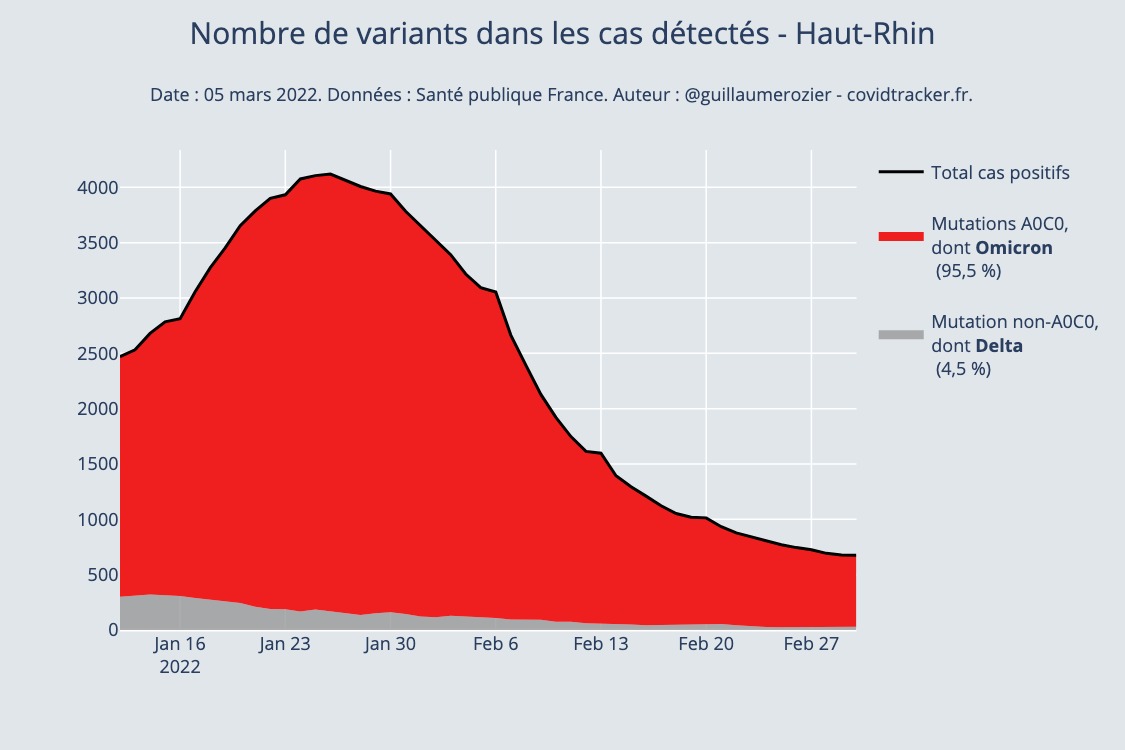 Nombre de variants dans les cas détectés - Haut-Rhin
Date : 05 mars 2022. Données : Santé publique France. Auteur : @guillaumerozier - covidtracker.fr.
4000
3500
3000
2500
2000
1500
1000
500
0
Jan 16
2022
Jan 23
Jan 30
Feb 6
Feb 13
Feb 20
Feb 27
Total cas positifs
Mutations A0C0,
dont Omicron
(95,5 %)
Mutation non-A0C0,
dont Delta
(4,5 %)